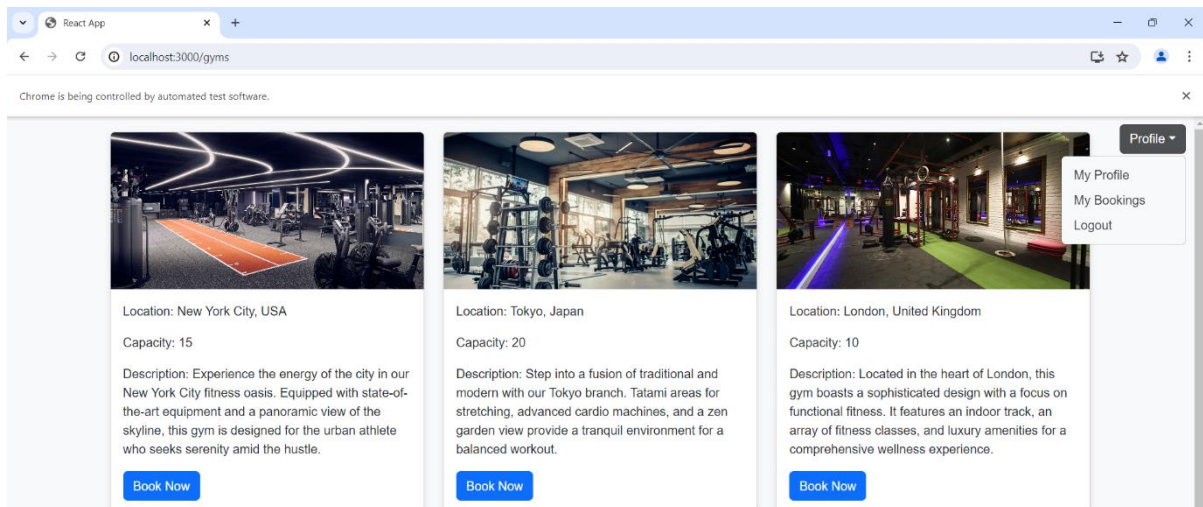 React App
localhost:3000/gyms
Chrome is being controlled by automated test software.
Profile
My Profile
My Bookings
Logout
Location: New York City, USA
Capacity: 15
Description: Experience the energy of the city in our
New York City fitness oasis. Equipped with state-of-
the-art equipment and a panoramic view of the
skyline, this gym is designed for the urban athlete
who seeks serenity amid the hustle.
Book Now
Location: Tokyo, Japan
Capacity: 20
Description: Step into a fusion of traditional and
modern with our Tokyo branch. Tatami areas for
stretching, advanced cardio machines, and a zen
garden view provide a tranquil environment for a
balanced workout.
Book Now
Location: London, United Kingdom
Capacity: 10
Description: Located in the heart of London, this
gym boasts a sophisticated design with a focus on
functional fitness. It features an indoor track, an
array of fitness classes, and luxury amenities for a
comprehensive wellness experience.
Book Now